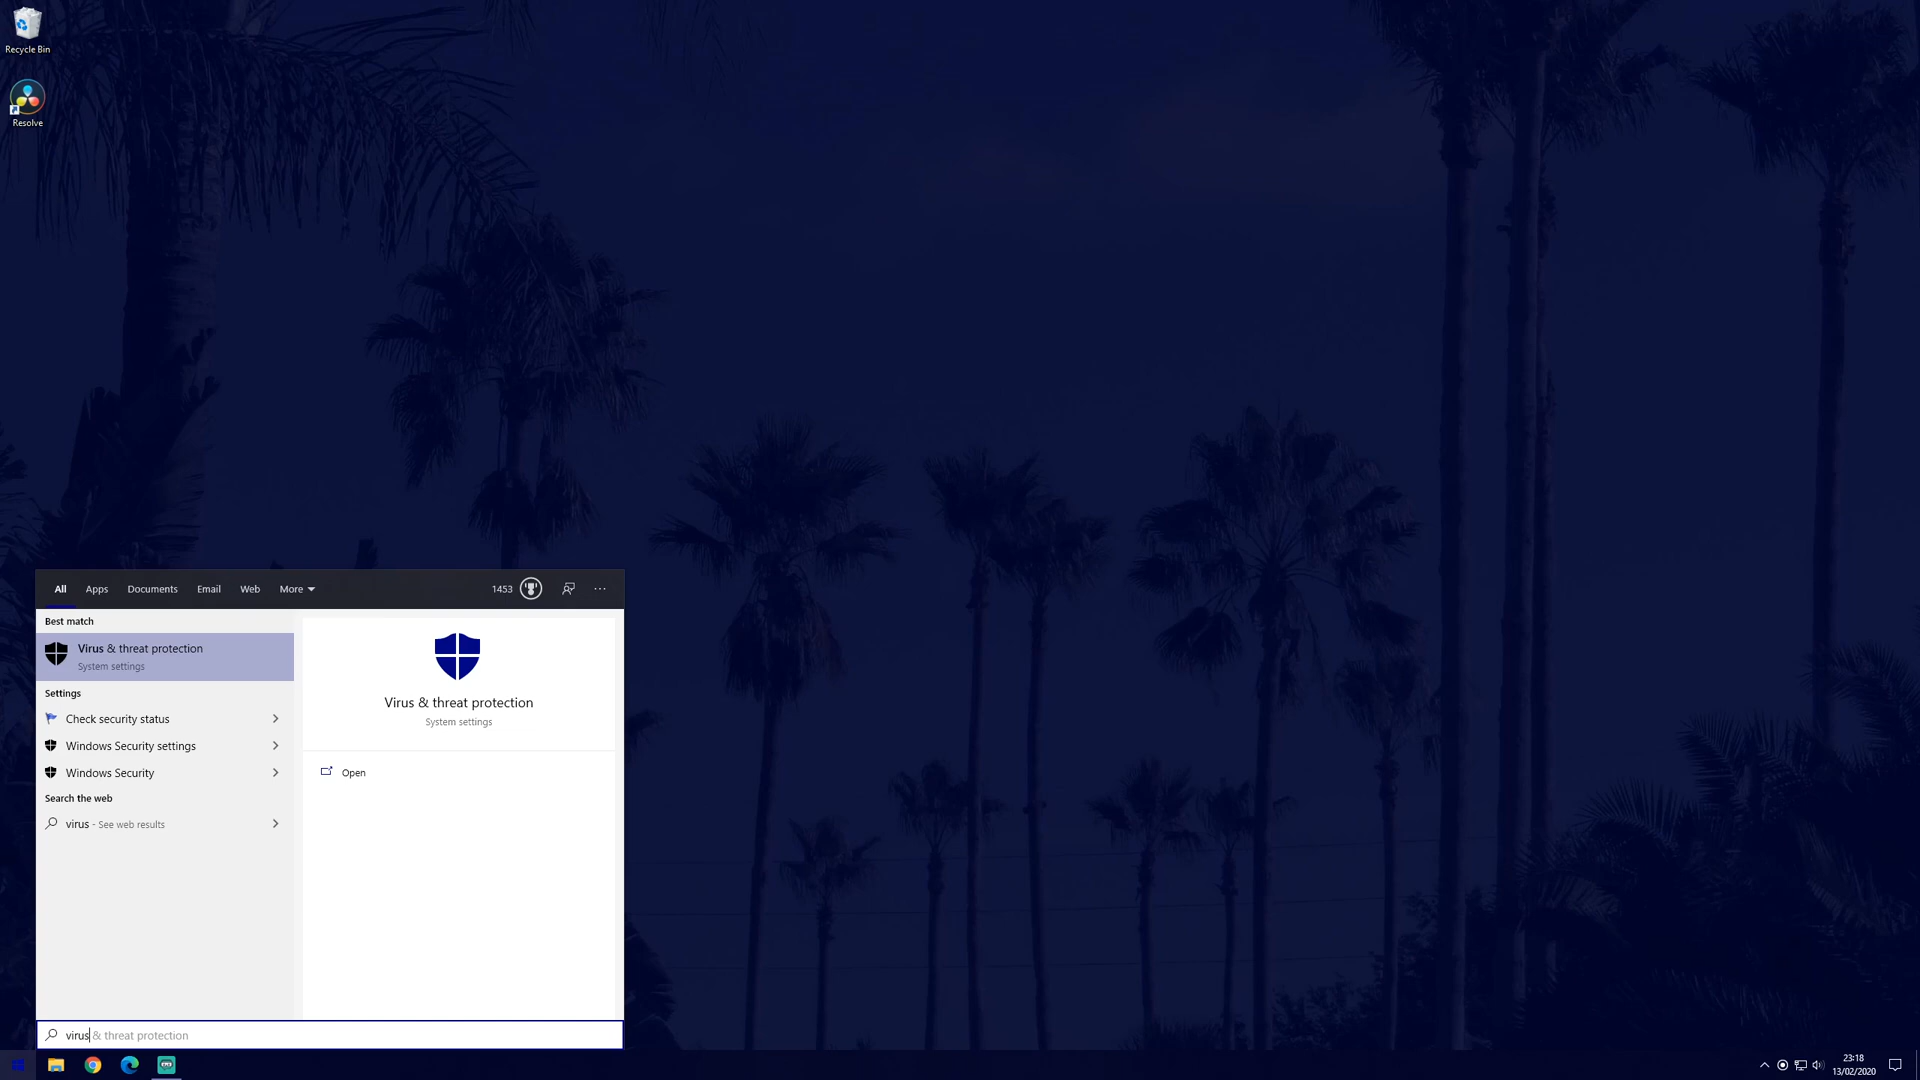 Recycle Bin
Resolve
All Apps Documents Email Web More 1453
Best match
Virus & threat protection
System settings
Settings
Check security status
Windows Security settings
Windows Security
Search the web
virus - See web results
Virus & threat protection
System settings
Open
virus & threat protection
23:18
13/02/2020